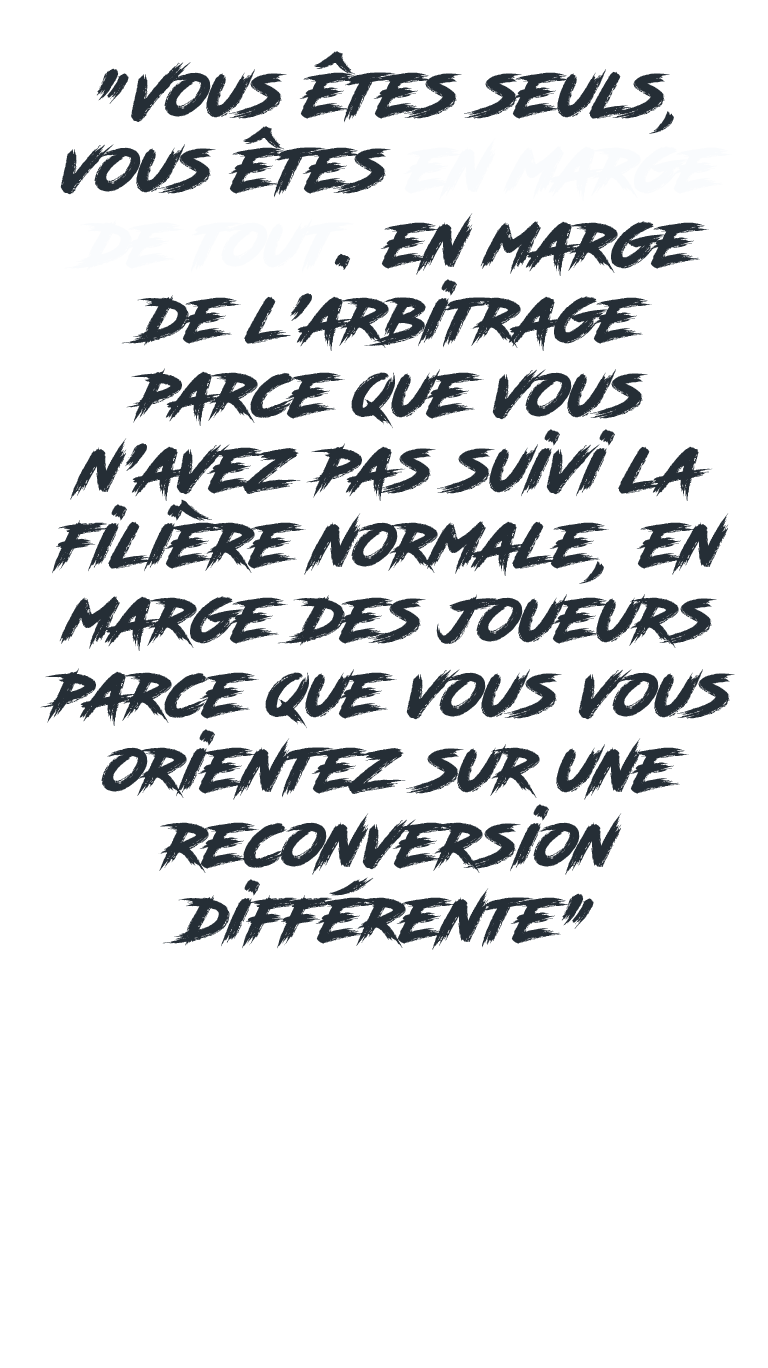 "VOUS ÊTES SEULS,
VOUS ÊTES EN MARGE
DE TOUT. EN MARGE
DE L'ARBITRAGE
PARCE QUE VOUS
N'AVEZ PAS SUIVI LA
FILIÈRE NORMALE, EN
MARGE DES JOUEURS
PARCE QUE VOUS VOUS
ORIENTEZ SUR UNE
RECONVERSION
DIFFÉRENTE"